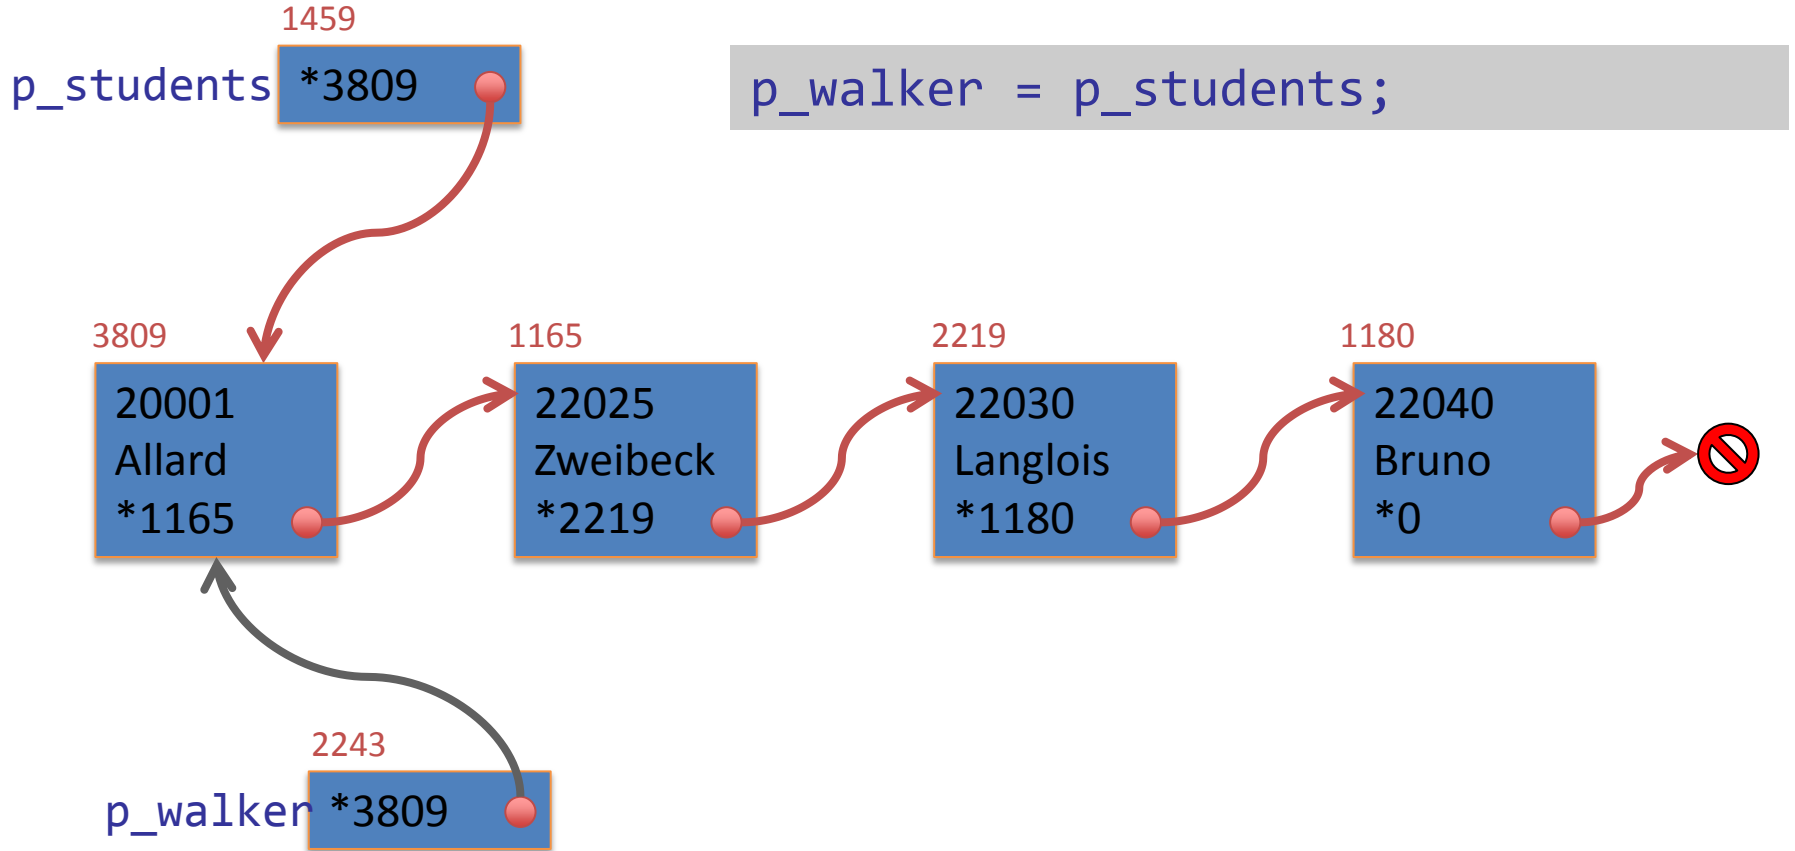 1459
p_students *3809
p_walker = p_students;
3809 1165 2219 1180
20001
Allard
*1165
22025
Zweibeck
*2219
22030
Langlois
*1180
22040
Bruno
*0
2243
p_walker *3809